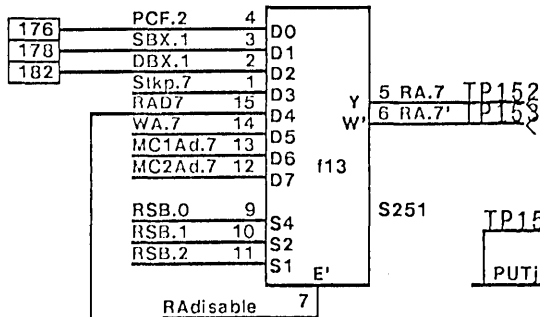 176 PCF.2 4 D0
178 SBX.1 3 D1
182 DBX.1 2 D2
Stkp.7 1 D3
RAD7 15 D4
WA.7 14 D5
MC1Ad.7 13 D6
MC2Ad.7 12 D7
Y 5 RA.7 TP152
W' 6 RA.7' TP153
f13
S251
RSB.0 9 S4
RSB.1 10 S2
RSB.2 11 S1
E'
RAdisable 7
TP15
PUTj